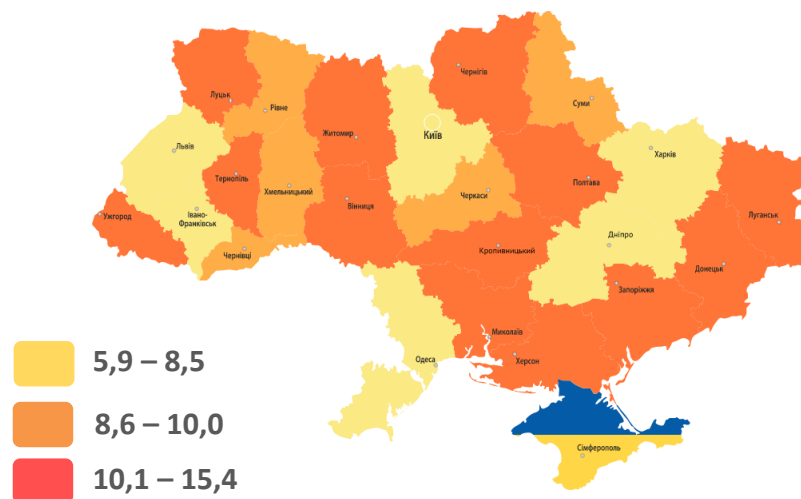 Чернігів
Луцьк
Рівне
Суми
Житомир
Київ
Львів
Харків
Тернопіль
Хмельницький
Черкаси
Полтава
Вінниця
Ужгород
Івано-
Франківськ
Луганськ
Чернівці
Кропивницький
Дніпро
Донецьк
Запоріжжя
Миколаїв
Херсон
Одеса
Сімферополь
5,9 – 8,5
8,6 – 10,0
10,1 – 15,4